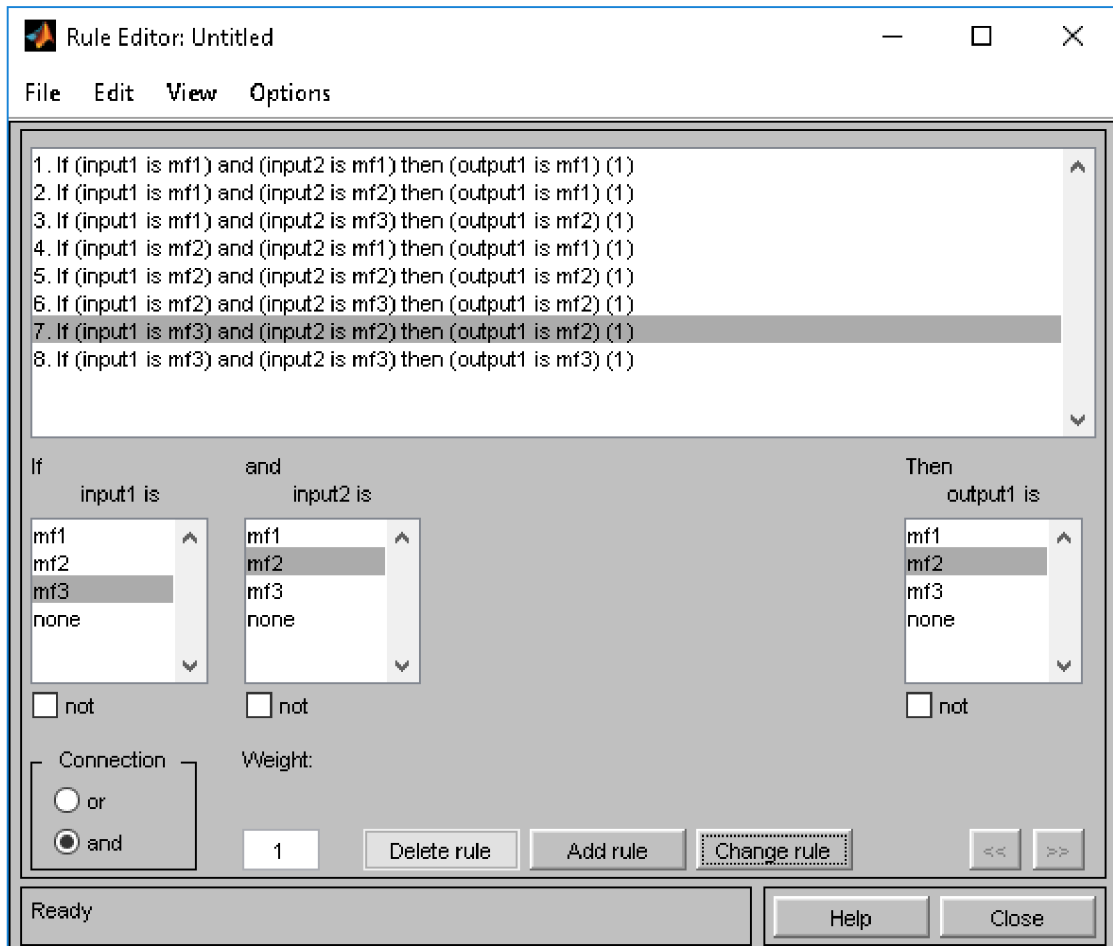 Rule Editor: Untitled
File Edit View Options
1. If (input1 is mf1) and (input2 is mf1) then (output1 is mf1) (1)
2. If (input1 is mf1) and (input2 is mf2) then (output1 is mf1) (1)
3. If (input1 is mf1) and (input2 is mf3) then (output1 is mf2) (1)
4. If (input1 is mf2) and (input2 is mf1) then (output1 is mf1) (1)
5. If (input1 is mf2) and (input2 is mf2) then (output1 is mf2) (1)
6. If (input1 is mf2) and (input2 is mf3) then (output1 is mf2) (1)
7. If (input1 is mf3) and (input2 is mf2) then (output1 is mf2) (1)
8. If (input1 is mf3) and (input2 is mf3) then (output1 is mf3) (1)
If
input1 is
mf1
mf2
mf3
none
not
and
input2 is
mf1
mf2
mf3
none
not
Then
output1 is
mf1
mf2
mf3
none
not
Connection
or
and
Weight:
1
Delete rule
Add rule
Change rule
<<
>>
Ready
Help
Close